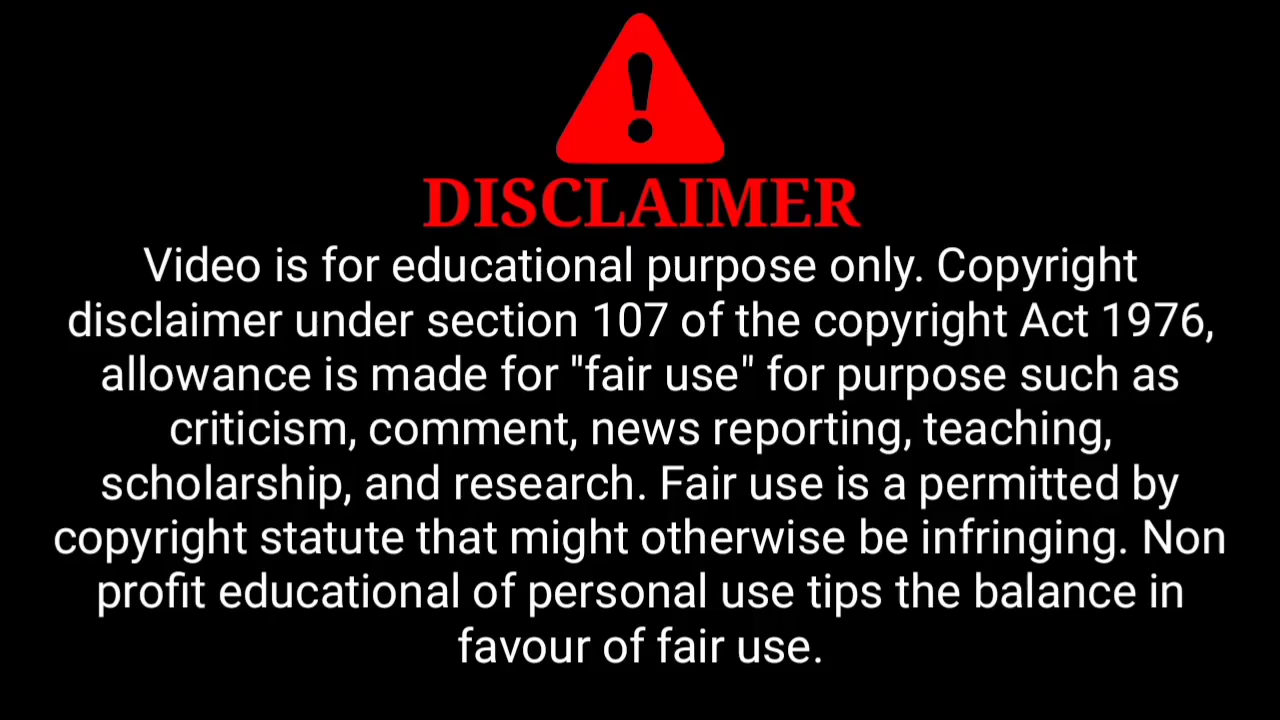 DISCLAIMER
Video is for educational purpose only. Copyright
disclaimer under section 107 of the copyright Act 1976,
allowance is made for "fair use" for purpose such as
criticism, comment, news reporting, teaching,
scholarship, and research. Fair use is a permitted by
copyright statute that might otherwise be infringing. Non
profit educational of personal use tips the balance in
favour of fair use.